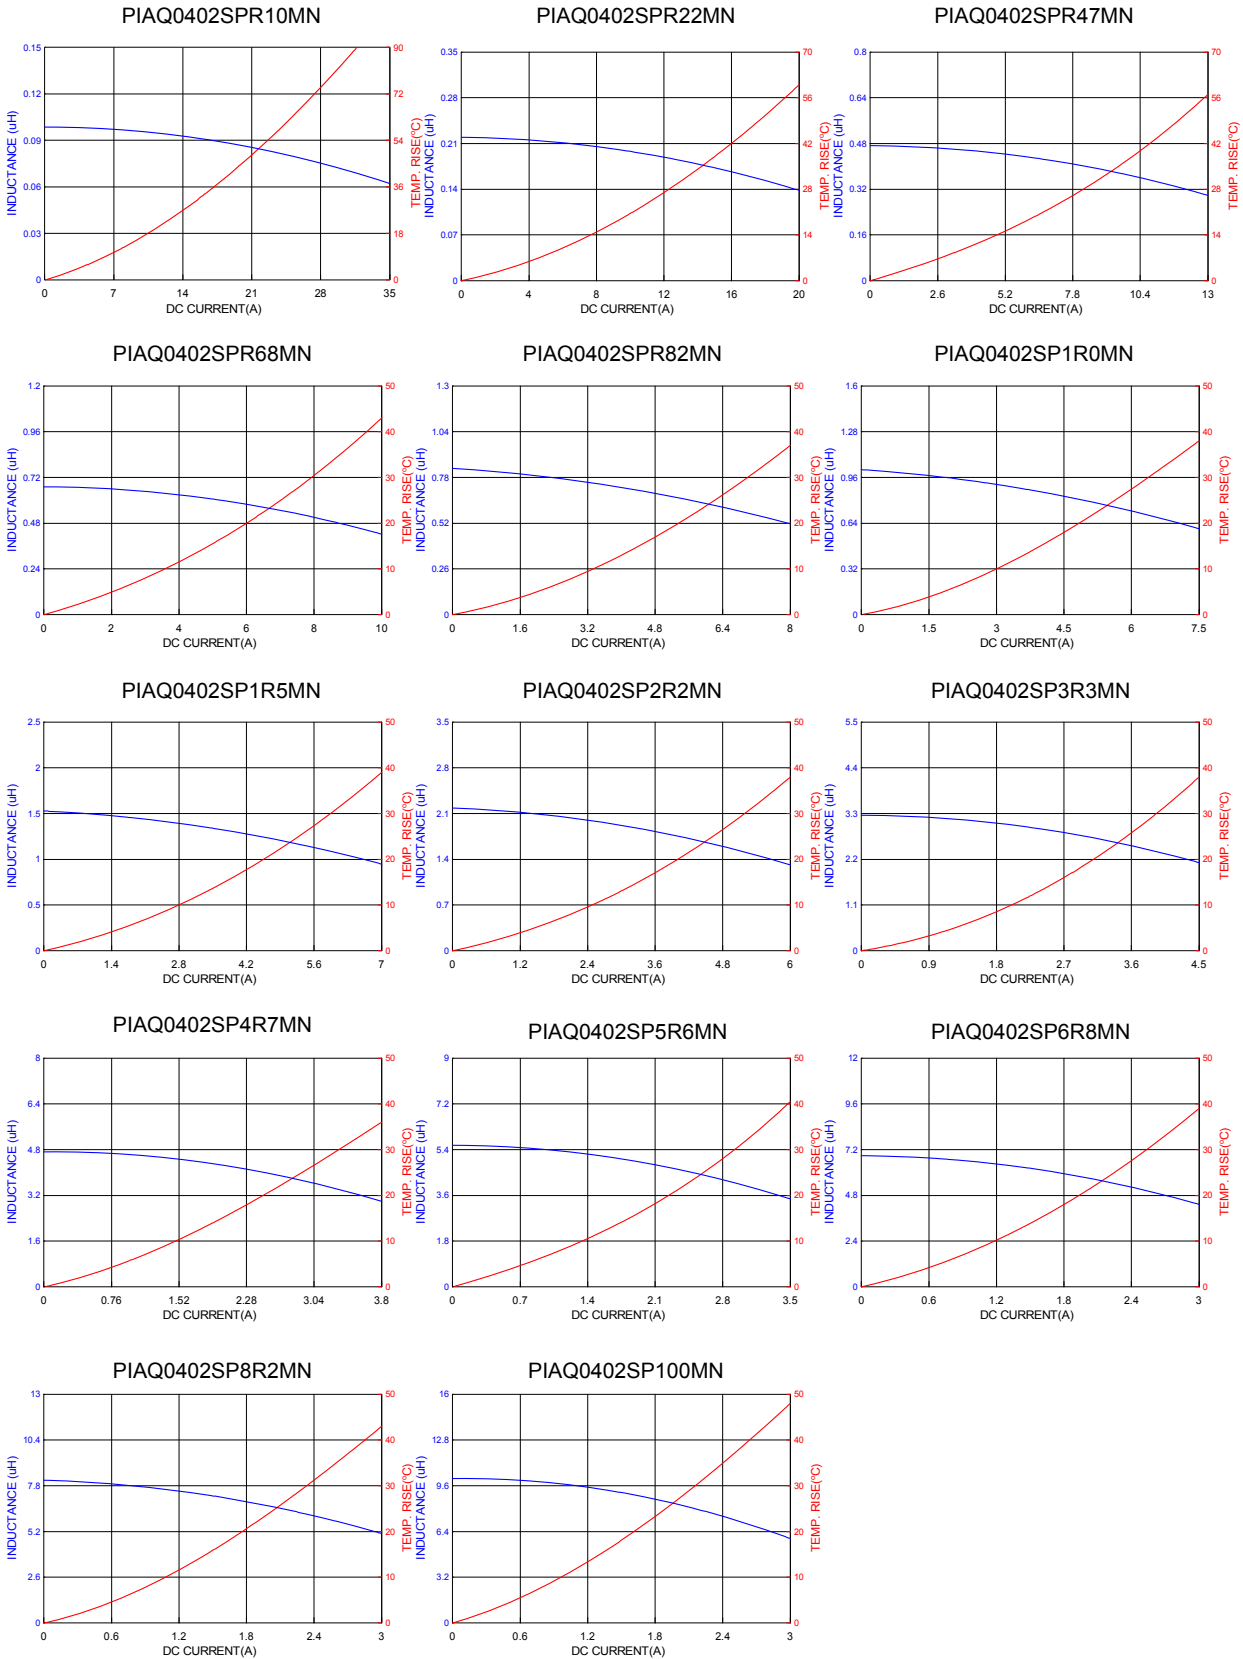 PIAQ0402SPR10MN
PIAQ0402SPR22MN
PIAQ0402SPR47MN
INDUCTANCE (uH)
0.15
0.12
0.09
0.06
0.03
0
0 7 14 21 28 35
DC CURRENT(A)
90
72
54
36
18
0
TEMP. RISE(ºC)
INDUCTANCE (uH)
0.35
0.28
0.21
0.14
0.07
0
0 4 8 12 16 20
DC CURRENT(A)
70
56
42
28
14
0
TEMP. RISE(ºC)
INDUCTANCE (uH)
0.8
0.64
0.48
0.32
0.16
0
0 2.6 5.2 7.8 10.4 13
DC CURRENT(A)
70
56
42
28
14
0
TEMP. RISE(ºC)
PIAQ0402SPR68MN
PIAQ0402SPR82MN
PIAQ0402SP1R0MN
INDUCTANCE (uH)
1.2
0.96
0.72
0.48
0.24
0
0 2 4 6 8 10
DC CURRENT(A)
50
40
30
20
10
0
TEMP. RISE(ºC)
INDUCTANCE (uH)
1.3
1.04
0.78
0.52
0.26
0
0 1.6 3.2 4.8 6.4 8
DC CURRENT(A)
50
40
30
20
10
0
TEMP. RISE(ºC)
INDUCTANCE (uH)
1.6
1.28
0.96
0.64
0.32
0
0 1.5 3 4.5 6 7.5
DC CURRENT(A)
50
40
30
20
10
0
TEMP. RISE(ºC)
PIAQ0402SP1R5MN
PIAQ0402SP2R2MN
PIAQ0402SP3R3MN
INDUCTANCE (uH)
2.5
2
1.5
1
0.5
0
0 1.4 2.8 4.2 5.6 7
DC CURRENT(A)
50
40
30
20
10
0
TEMP. RISE(ºC)
INDUCTANCE (uH)
3.5
2.8
2.1
1.4
0.7
0
0 1.2 2.4 3.6 4.8 6
DC CURRENT(A)
50
40
30
20
10
0
TEMP. RISE(ºC)
INDUCTANCE (uH)
5.5
4.4
3.3
2.2
1.1
0
0 0.9 1.8 2.7 3.6 4.5
DC CURRENT(A)
50
40
30
20
10
0
TEMP. RISE(ºC)
PIAQ0402SP4R7MN
PIAQ0402SP5R6MN
PIAQ0402SP6R8MN
INDUCTANCE (uH)
8
6.4
4.8
3.2
1.6
0
0 0.76 1.52 2.28 3.04 3.8
DC CURRENT(A)
50
40
30
20
10
0
TEMP. RISE(ºC)
INDUCTANCE (uH)
9
7.2
5.4
3.6
1.8
0
0 0.7 1.4 2.1 2.8 3.5
DC CURRENT(A)
50
40
30
20
10
0
TEMP. RISE(ºC)
INDUCTANCE (uH)
12
9.6
7.2
4.8
2.4
0
0 0.6 1.2 1.8 2.4 3
DC CURRENT(A)
50
40
30
20
10
0
TEMP. RISE(ºC)
PIAQ0402SP8R2MN
PIAQ0402SP100MN
INDUCTANCE (uH)
13
10.4
7.8
5.2
2.6
0
0 0.6 1.2 1.8 2.4 3
DC CURRENT(A)
50
40
30
20
10
0
TEMP. RISE(ºC)
INDUCTANCE (uH)
16
12.8
9.6
6.4
3.2
0
0 0.6 1.2 1.8 2.4 3
DC CURRENT(A)
50
40
30
20
10
0
TEMP. RISE(ºC)